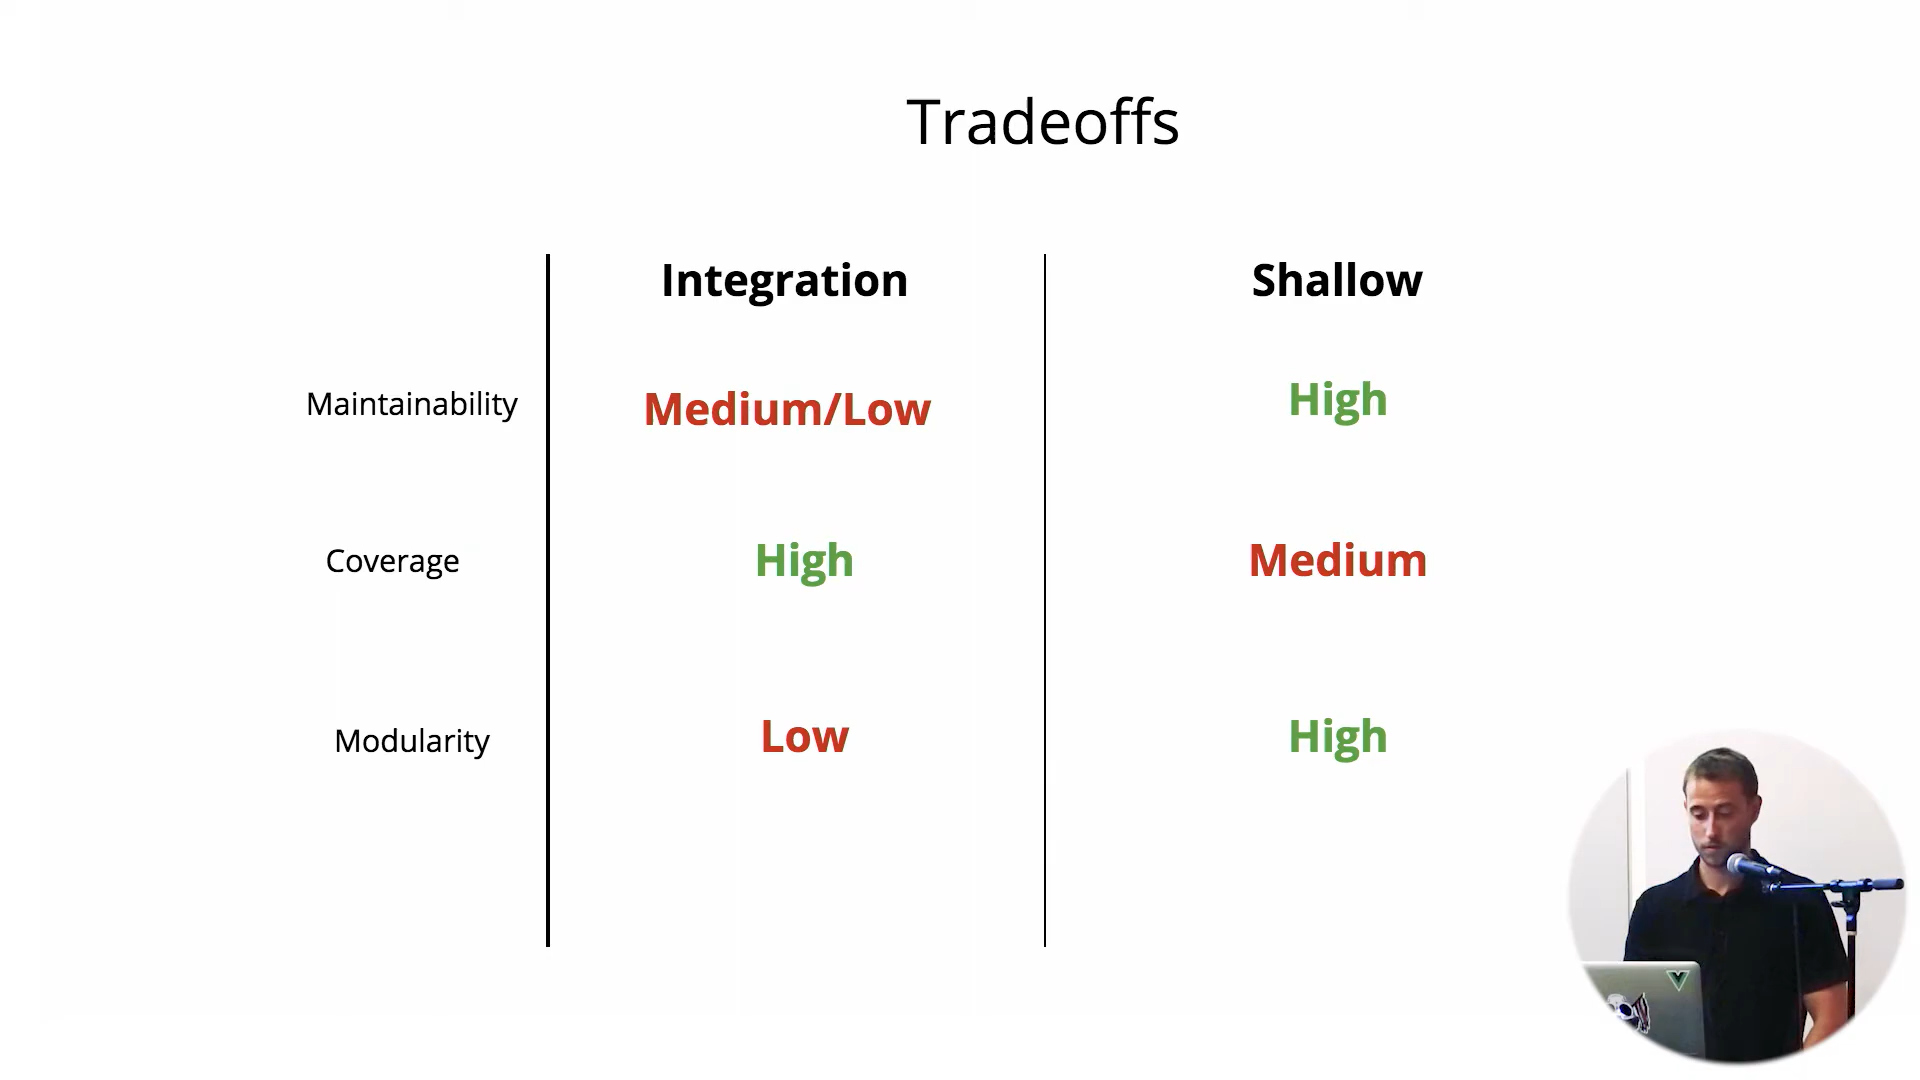 Tradeoffs
Integration Shallow
Maintainability Medium/Low High
Coverage High Medium
Modularity Low High